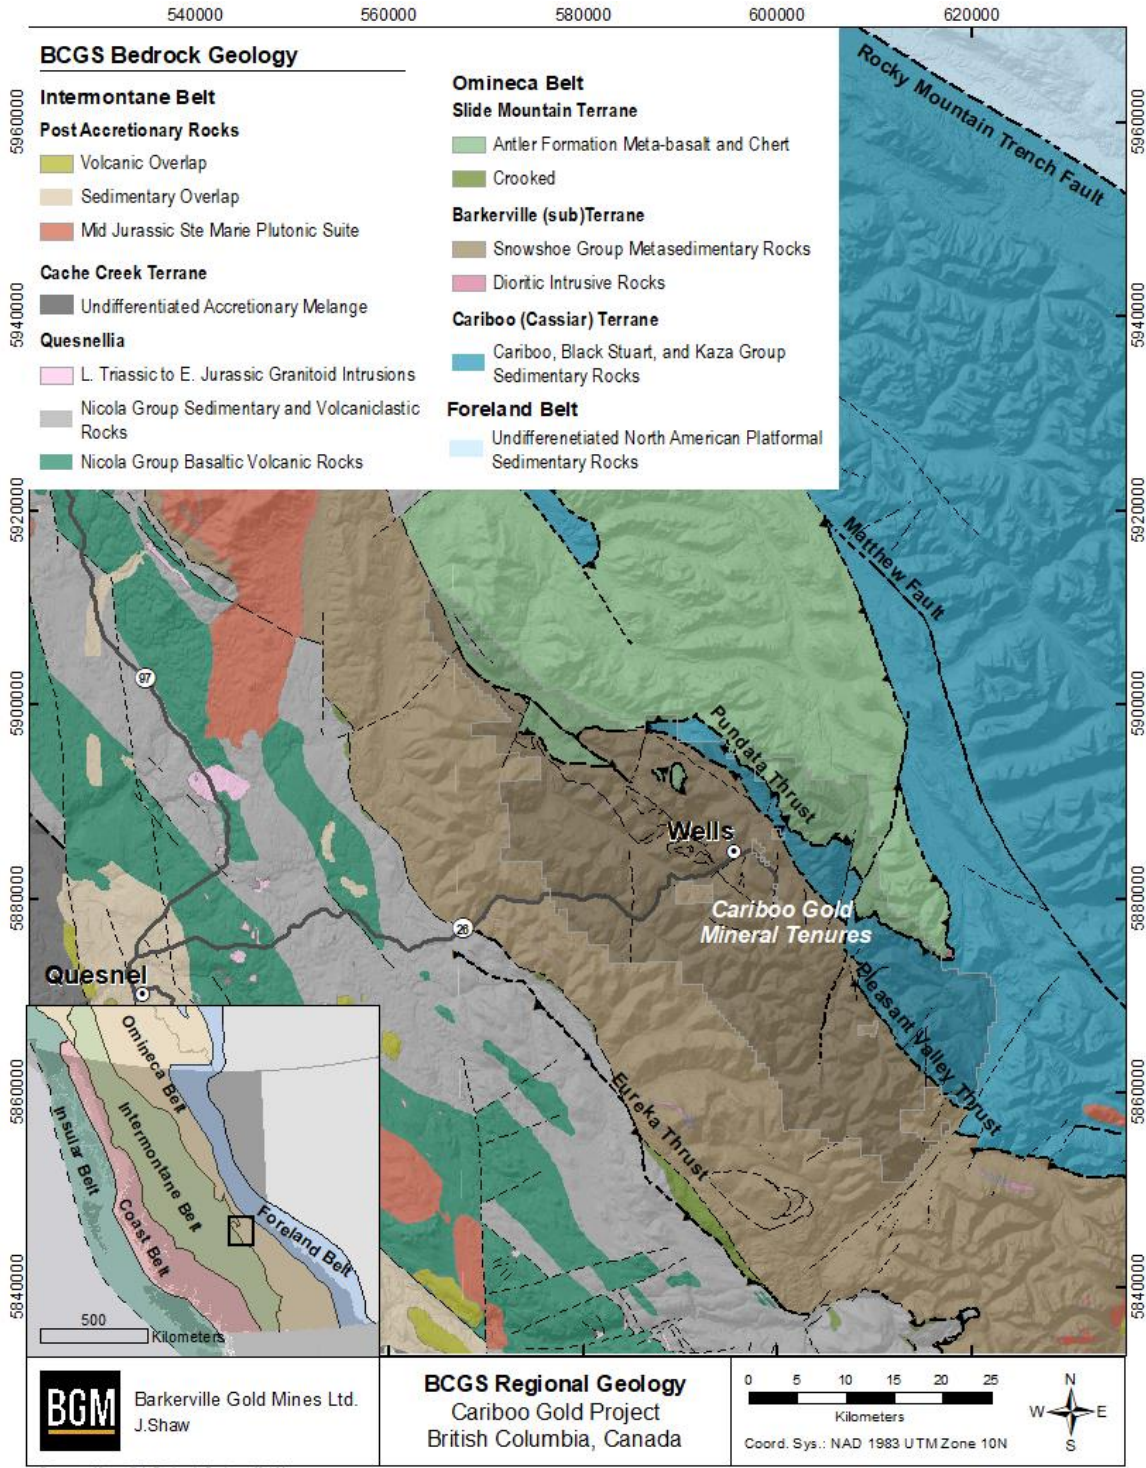 540000 560000 580000 600000 620000
BCGS Bedrock Geology
Intermontane Belt
Post Accretionary Rocks
Volcanic Overlap
Sedimentary Overlap
Mid Jurassic Ste Marie Plutonic Suite
Cache Creek Terrane
Undifferentiated Accretionary Melange
Quesnellia
L. Triassic to E. Jurassic Granitoid Intrusions
Nicola Group Sedimentary and Volcaniclastic
Rocks
Nicola Group Basaltic Volcanic Rocks
Omineca Belt
Slide Mountain Terrane
Antler Formation Meta-basalt and Chert
Crooked
Barkerville (sub)Terrane
Snowshoe Group Metasedimentary Rocks
Dioritic Intrusive Rocks
Cariboo (Cassiar) Terrane
Cariboo, Black Stuart, and Kaza Group
Sedimentary Rocks
Foreland Belt
Undifferenetiated North American Platformal
Sedimentary Rocks
5960000
5940000
5920000
5900000
5880000
5860000
5840000
5960000
5940000
5920000
5900000
5880000
5860000
5840000
Rocky Mountain Trench Fault
Matthew Fault
Pundata Thrust
97
Wells
Cariboo Gold
Mineral Tenures
26
Quesnel
Pleasant Valley Thrust
Eureka Thrust
Omineca Belt
Intermontane Belt
Insular Belt
Coast Belt
Foreland Belt
500
Kilometers
BGM
Barkerville Gold Mines Ltd.
J.Shaw
BCGS Regional Geology
Cariboo Gold Project
British Columbia, Canada
0 5 10 15 20 25
Kilometers
Coord. Sys.: NAD 1983 UTM Zone 10N
N
W E
S